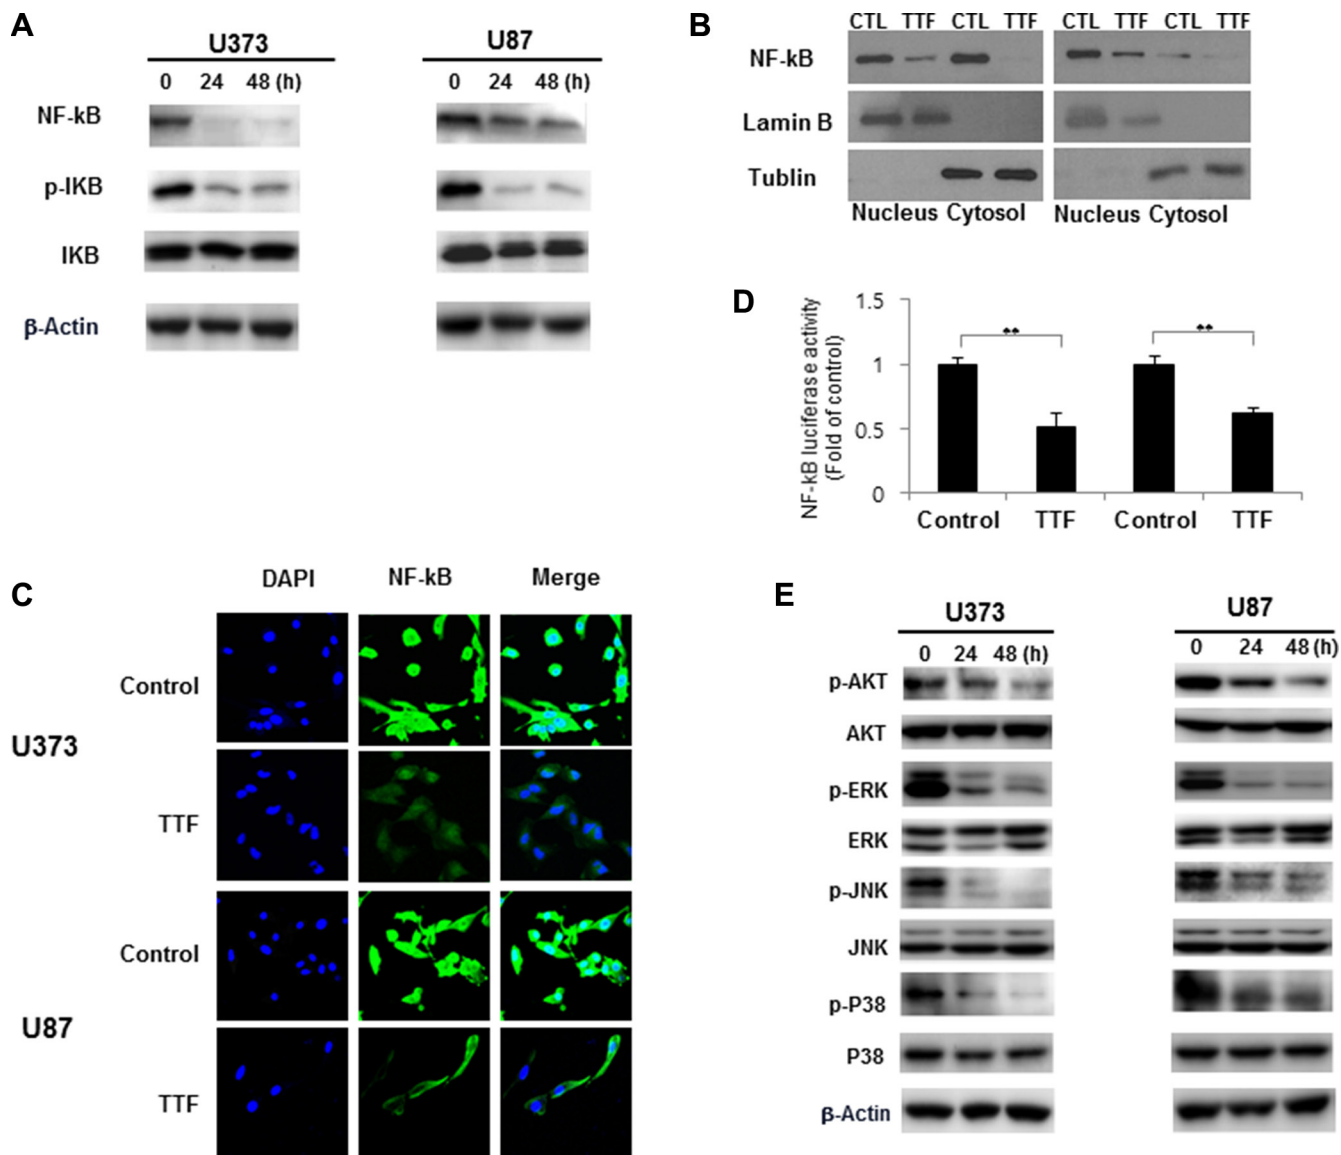 A
U373
U87
0 24 48 (h)
0 24 48 (h)
NF-kB
p-IKB
IKB
β-Actin
B
CTL TTF CTL TTF
CTL TTF CTL TTF
NF-kB
Lamin B
Tublin
Nucleus Cytosol
Nucleus Cytosol
D
NF-kB luciferase activity
(Fold of control)
1.5
1
0.5
0
**
**
Control TTF Control TTF
C
DAPI NF-kB Merge
U373
Control
TTF
U87
Control
TTF
E
U373
U87
0 24 48 (h)
0 24 48 (h)
p-AKT
AKT
p-ERK
ERK
p-JNK
JNK
p-P38
P38
β-Actin